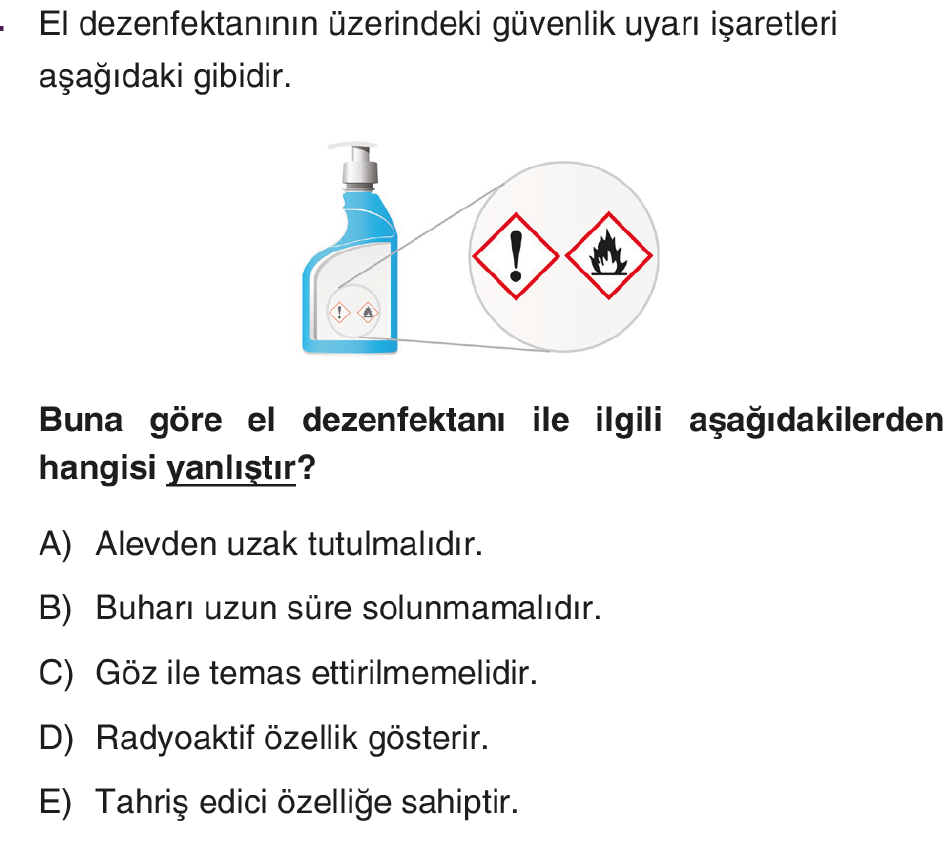 El dezenfektanının üzerindeki güvenlik uyarı işaretleri
aşağıdaki gibidir.
Buna göre el dezenfektanı ile ilgili aşağıdakilerden
hangisi yanlıştır?
A) Alevden uzak tutulmalıdır.
B) Buharı uzun süre solunmamalıdır.
C) Göz ile temas ettirilmemelidir.
D) Radyoaktif özellik gösterir.
E) Tahriş edici özelliğe sahiptir.